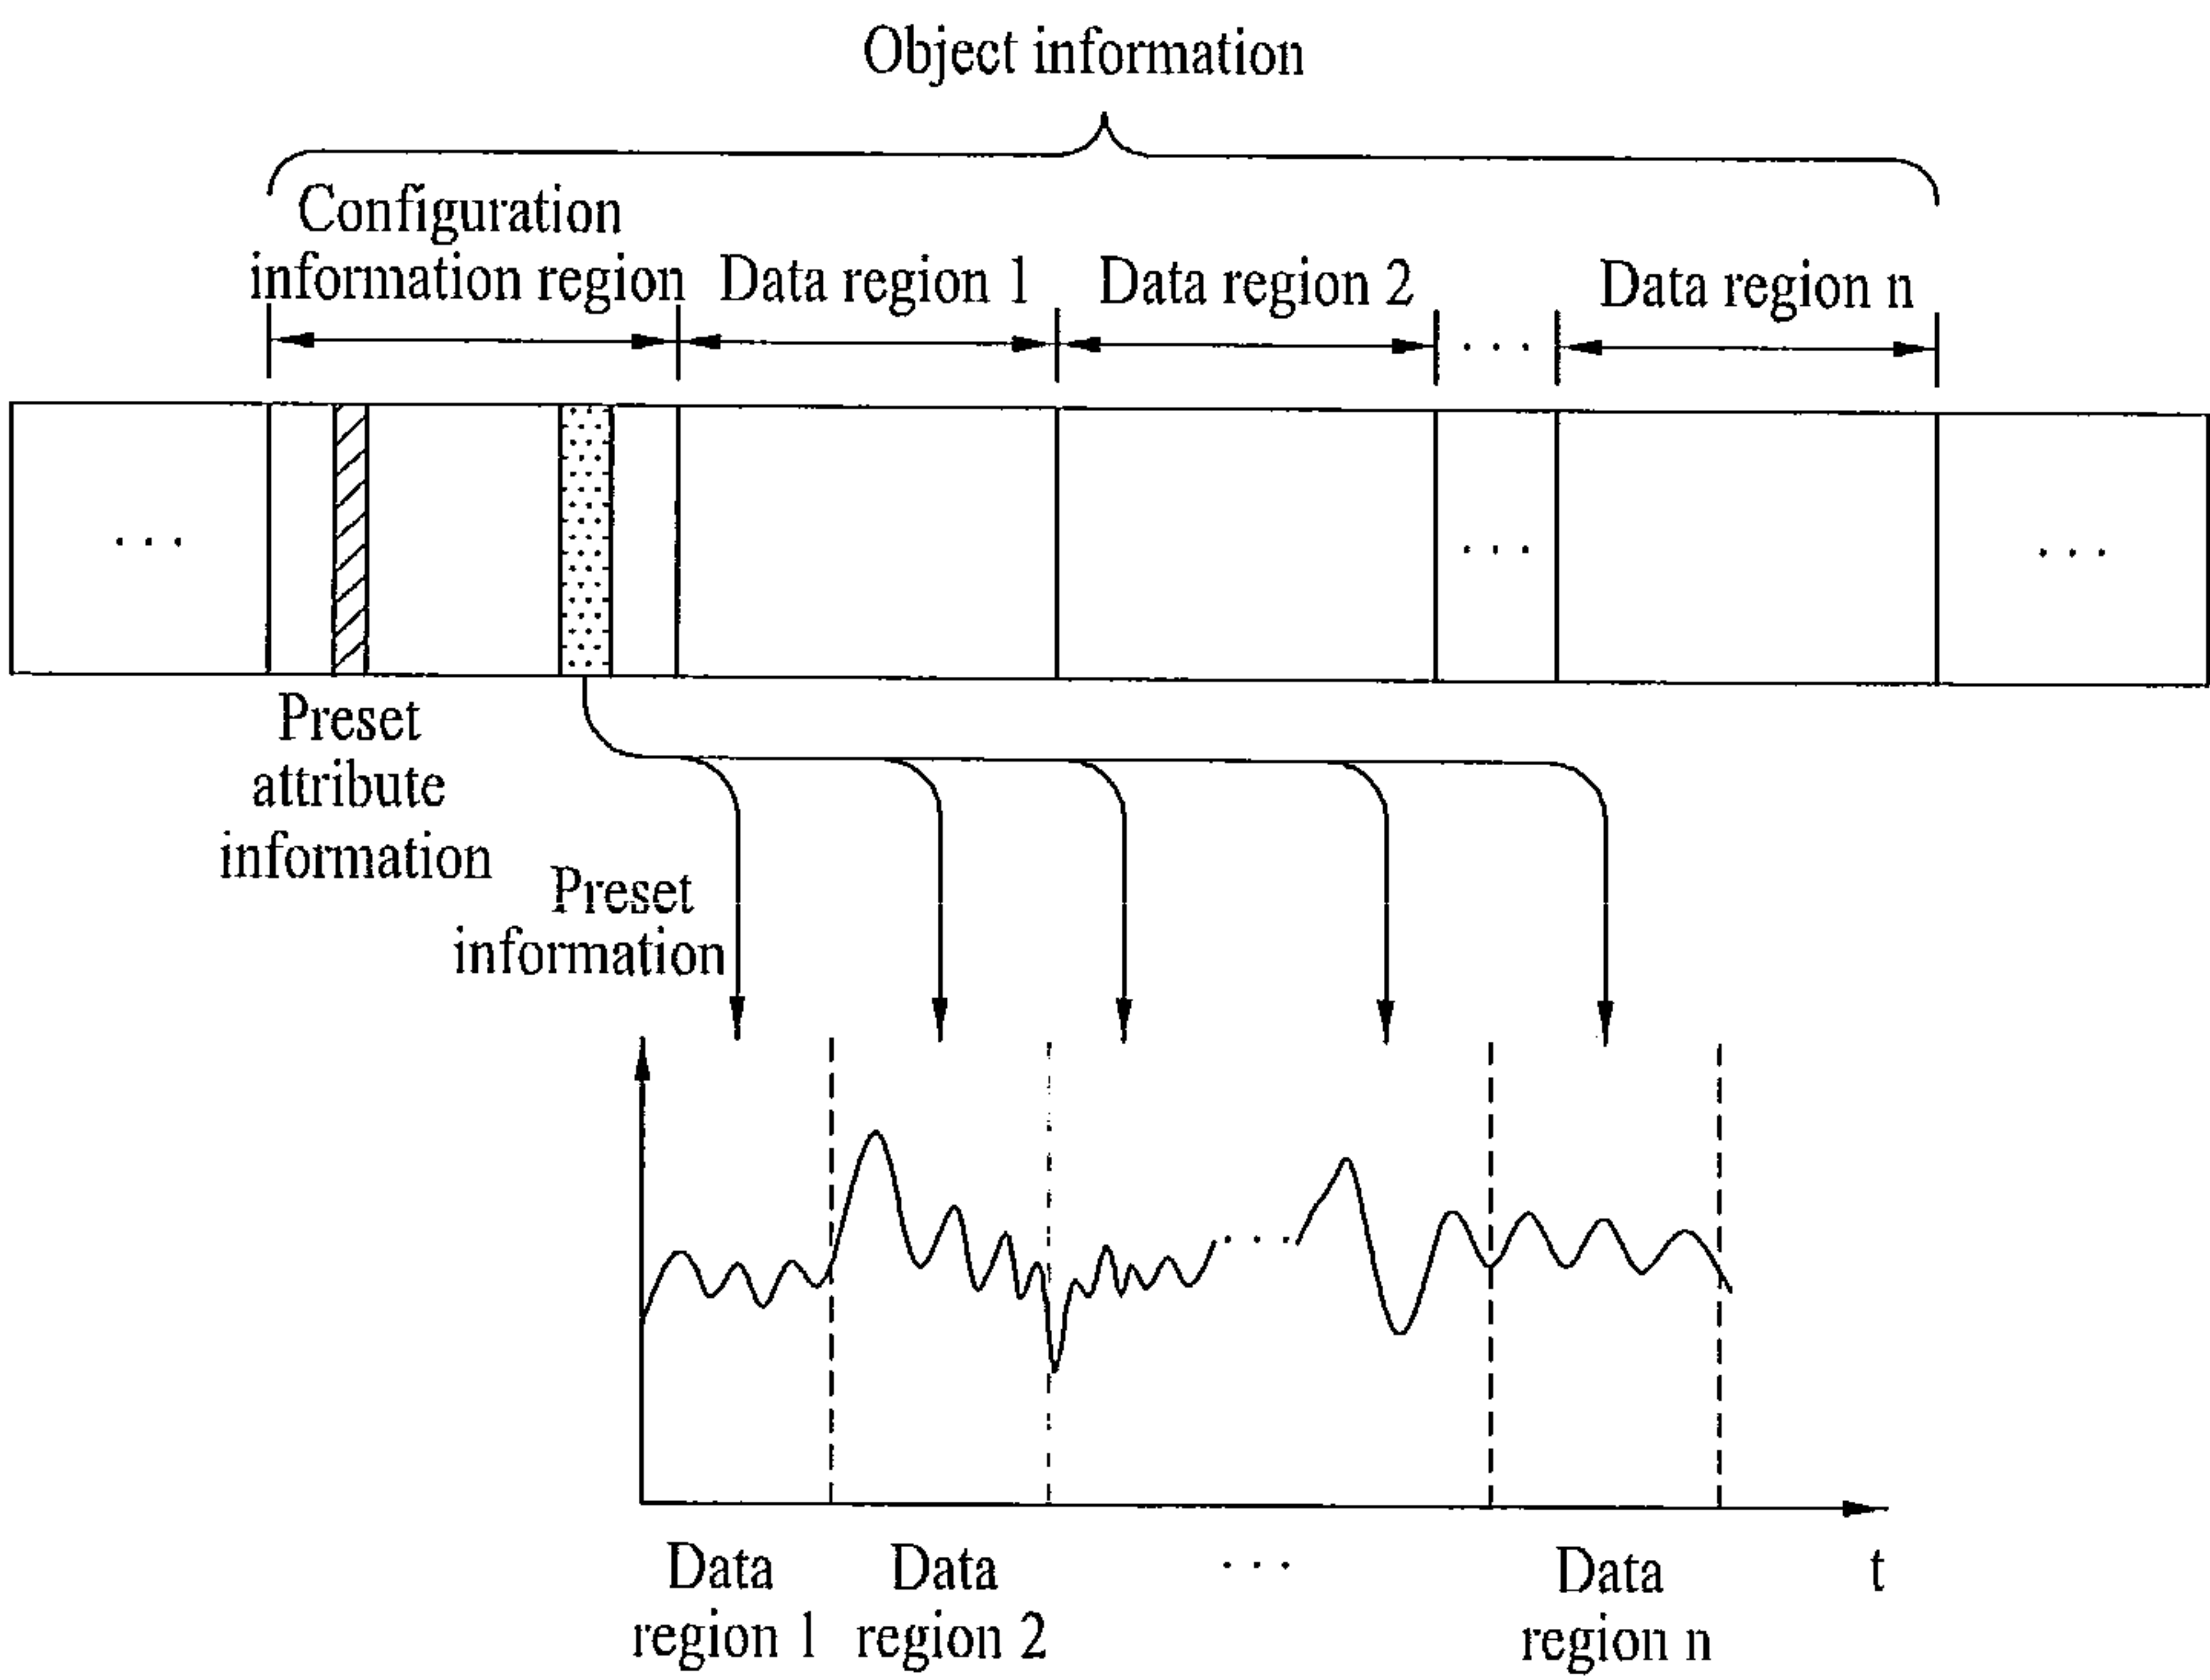 Object information
Configuration
information region
Data region 1
Data region 2
. . .
Data region n
. . .
. . .
. . .
Preset
attribute
information
Preset
information
. . .
Data
region 1
Data
region 2
. . .
Data
region n
t